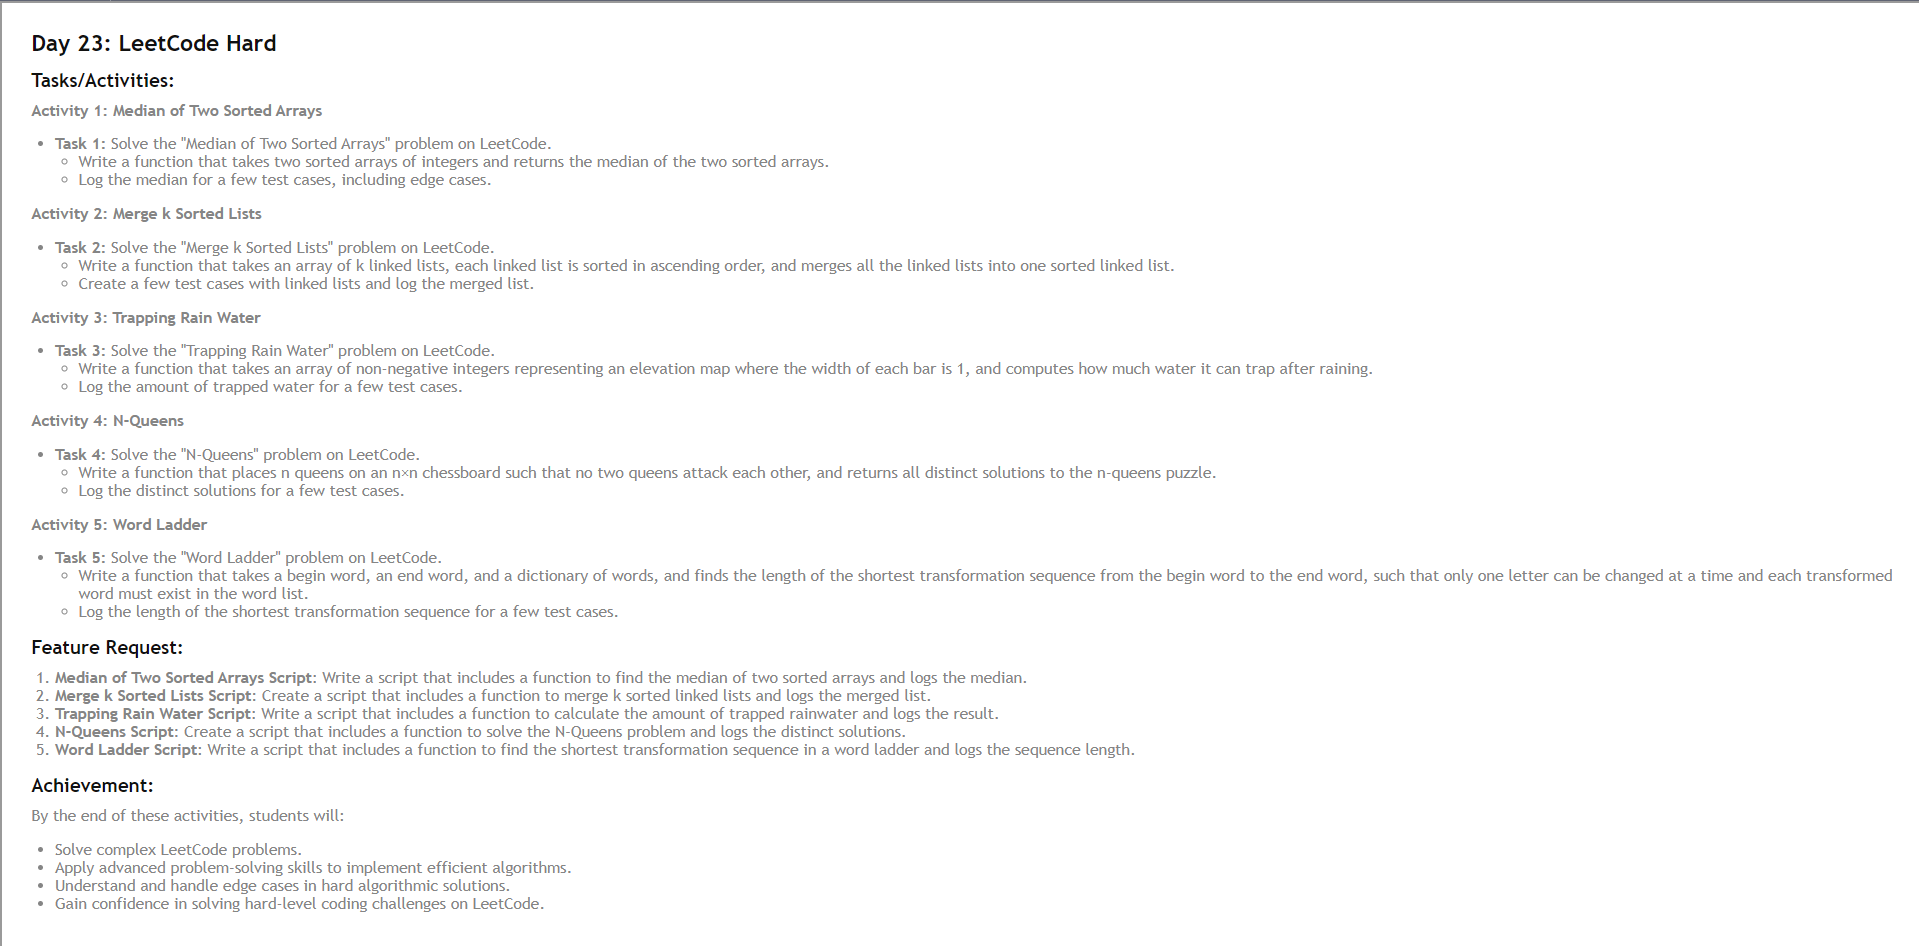 Day 23: LeetCode Hard
Tasks/Activities:
Activity 1: Median of Two Sorted Arrays
• Task 1: Solve the "Median of Two Sorted Arrays" problem on LeetCode.
◦ Write a function that takes two sorted arrays of integers and returns the median of the two sorted arrays.
◦ Log the median for a few test cases, including edge cases.
Activity 2: Merge k Sorted Lists
• Task 2: Solve the "Merge k Sorted Lists" problem on LeetCode.
◦ Write a function that takes an array of k linked lists, each linked list is sorted in ascending order, and merges all the linked lists into one sorted linked list.
◦ Create a few test cases with linked lists and log the merged list.
Activity 3: Trapping Rain Water
• Task 3: Solve the "Trapping Rain Water" problem on LeetCode.
◦ Write a function that takes an array of non-negative integers representing an elevation map where the width of each bar is 1, and computes how much water it can trap after raining.
◦ Log the amount of trapped water for a few test cases.
Activity 4: N-Queens
• Task 4: Solve the "N-Queens" problem on LeetCode.
◦ Write a function that places n queens on an n×n chessboard such that no two queens attack each other, and returns all distinct solutions to the n-queens puzzle.
◦ Log the distinct solutions for a few test cases.
Activity 5: Word Ladder
• Task 5: Solve the "Word Ladder" problem on LeetCode.
◦ Write a function that takes a begin word, an end word, and a dictionary of words, and finds the length of the shortest transformation sequence from the begin word to the end word, such that only one letter can be changed at a time and each transformed
word must exist in the word list.
◦ Log the length of the shortest transformation sequence for a few test cases.
Feature Request:
1. Median of Two Sorted Arrays Script: Write a script that includes a function to find the median of two sorted arrays and logs the median.
2. Merge k Sorted Lists Script: Create a script that includes a function to merge k sorted linked lists and logs the merged list.
3. Trapping Rain Water Script: Write a script that includes a function to calculate the amount of trapped rainwater and logs the result.
4. N-Queens Script: Create a script that includes a function to solve the N-Queens problem and logs the distinct solutions.
5. Word Ladder Script: Write a script that includes a function to find the shortest transformation sequence in a word ladder and logs the sequence length.
Achievement:
By the end of these activities, students will:
• Solve complex LeetCode problems.
• Apply advanced problem-solving skills to implement efficient algorithms.
• Understand and handle edge cases in hard algorithmic solutions.
• Gain confidence in solving hard-level coding challenges on LeetCode.